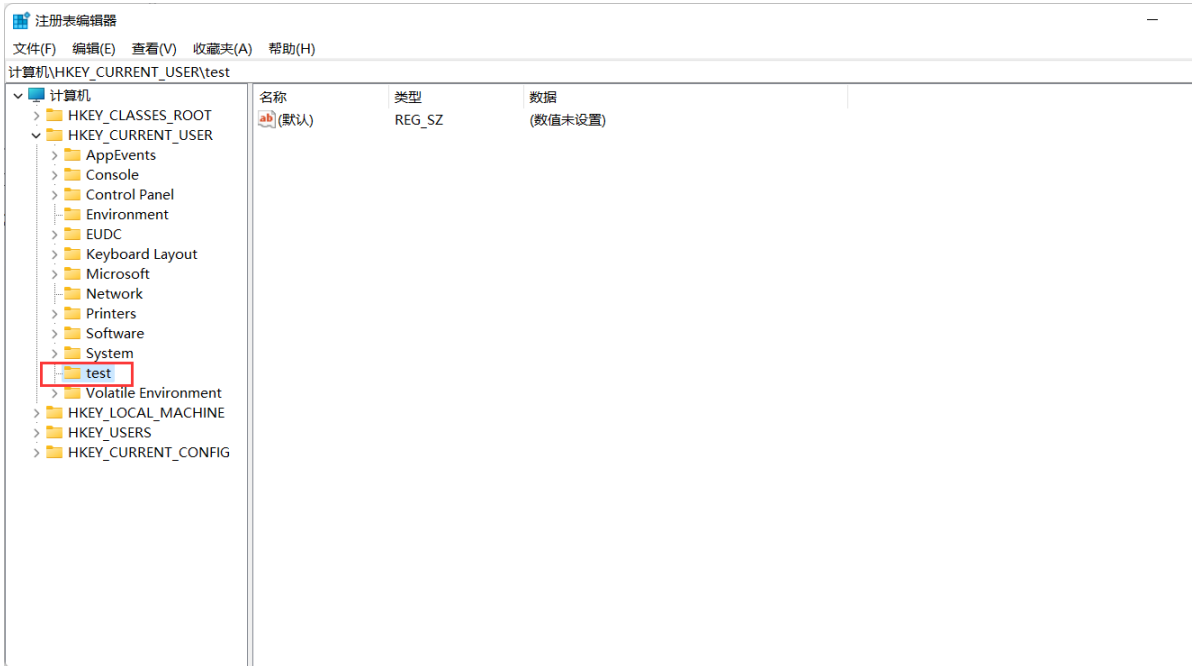 注册表编辑器
文件(F) 编辑(E) 查看(V) 收藏夹(A) 帮助(H)
计算机\HKEY_CURRENT_USER\test
计算机
HKEY_CLASSES_ROOT
HKEY_CURRENT_USER
AppEvents
Console
Control Panel
Environment
EUDC
Keyboard Layout
Microsoft
Network
Printers
Software
System
test
Volatile Environment
HKEY_LOCAL_MACHINE
HKEY_USERS
HKEY_CURRENT_CONFIG
名称 类型 数据
ab (默认) REG_SZ (数值未设置)